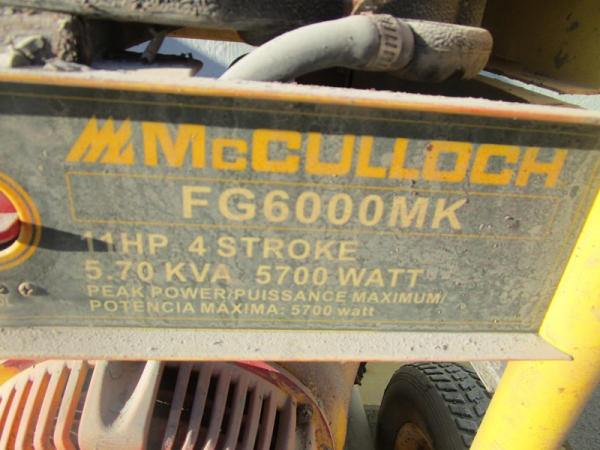 McCULLOCH
FG6000MK
11HP 4 STROKE
5.70 KVA 5700 WATT
PEAK POWER/PUISSANCE MAXIMUM/
POTENCIA MAXIMA: 5700 watt